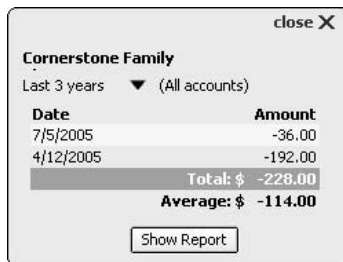 close X
Cornerstone Family
Last 3 years ▼ (All accounts)
Date Amount
7/5/2005 -36.00
4/12/2005 -192.00
Total: $ -228.00
Average: $ -114.00
Show Report